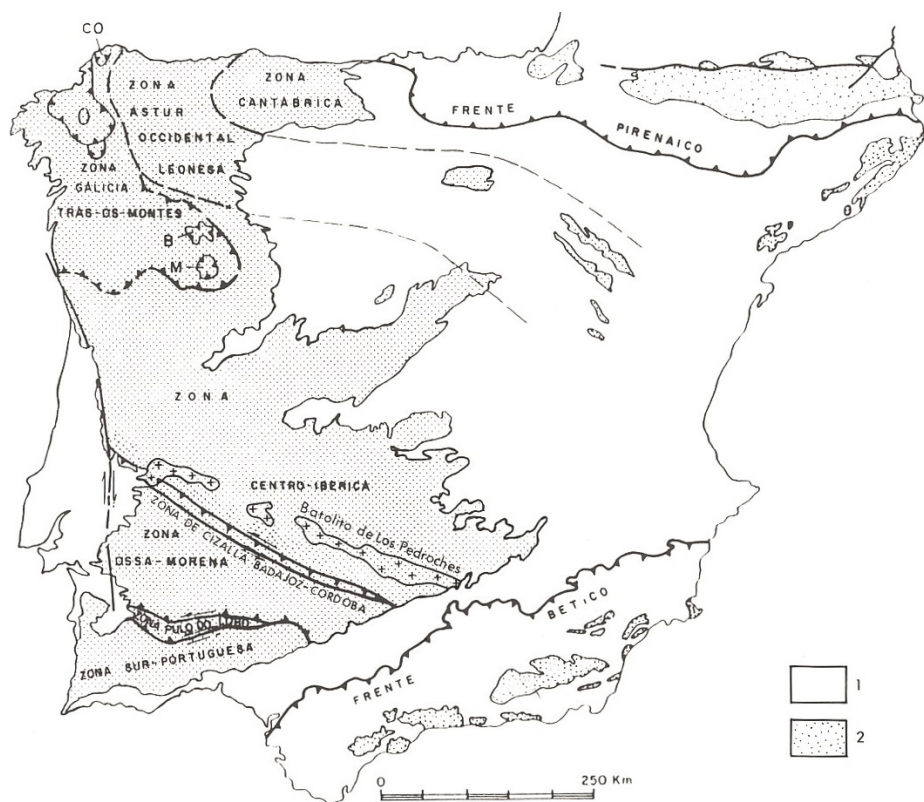 CO
ZONA
ASTUR
OCCIDENTAL
LEONESA
ZONA
CANTABRICA
FRENTE
PIRENAICO
O
ZONA
GALICIA
TRAS-OS-MONTES
B
M
ZONA
CENTRO-IBERICA
Batolito de Los Pedroches
ZONA DE CIZALLA BADAJOZ-CORDOBA
ZONA
OSSA-MORENA
ZONA PULO DO LOBO
ZONA SUR-PORTUGUESA
FRENTE
BETICO
1
2
0
250 Km